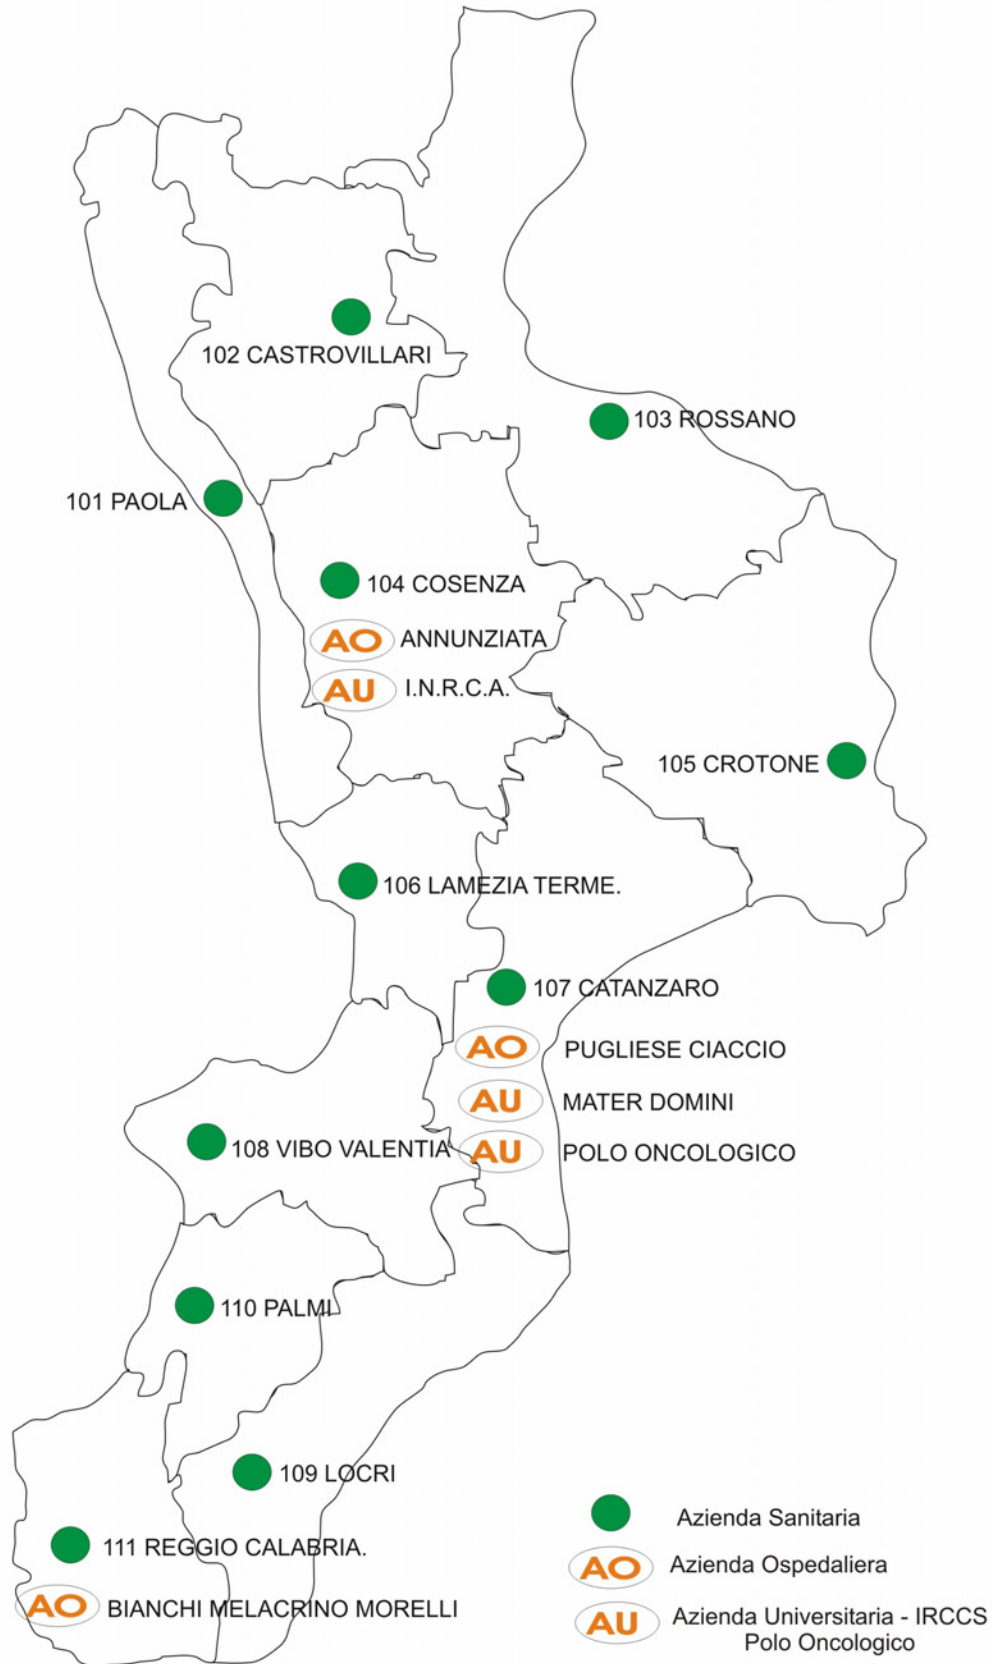 102 CASTROVILLARI
103 ROSSANO
101 PAOLA
104 COSENZA
AO ANNUNZIATA
AU I.N.R.C.A.
105 CROTONE
106 LAMEZIA TERME.
107 CATANZARO
AO PUGLIESE CIACCIO
AU MATER DOMINI
108 VIBO VALENTIA
AU POLO ONCOLOGICO
110 PALMI
109 LOCRI
111 REGGIO CALABRIA.
AO BIANCHI MELACRINO MORELLI
Azienda Sanitaria
AO Azienda Ospedaliera
AU Azienda Universitaria - IRCCS
Polo Oncologico